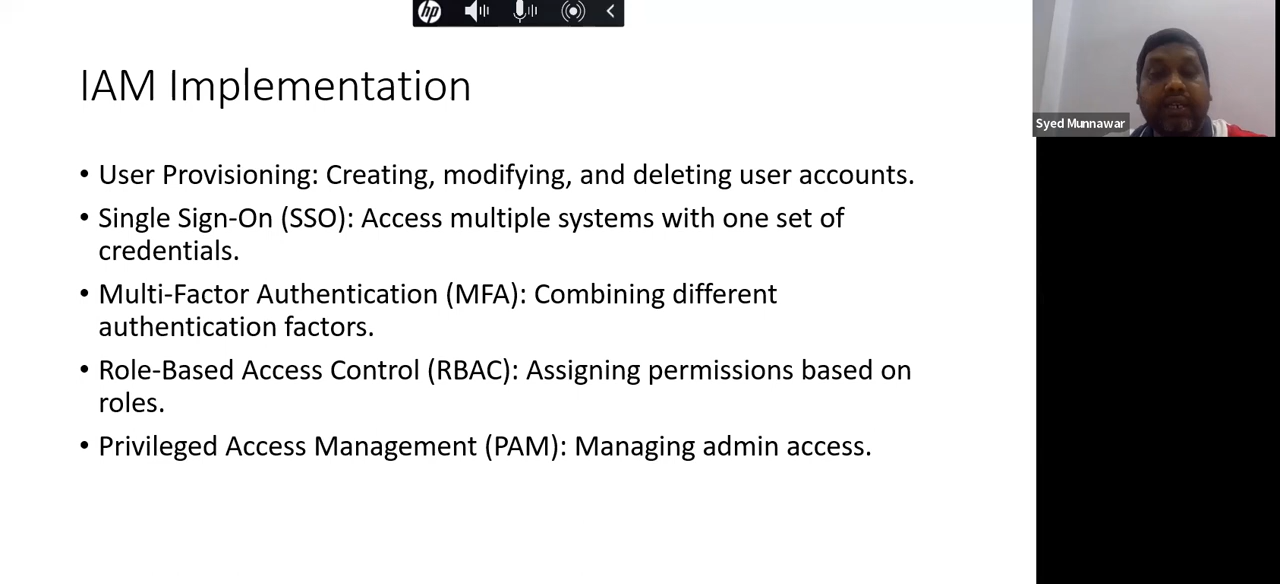 hp
IAM Implementation
Syed Munnawar
• User Provisioning: Creating, modifying, and deleting user accounts.
• Single Sign-On (SSO): Access multiple systems with one set of
credentials.
• Multi-Factor Authentication (MFA): Combining different
authentication factors.
• Role-Based Access Control (RBAC): Assigning permissions based on
roles.
• Privileged Access Management (PAM): Managing admin access.